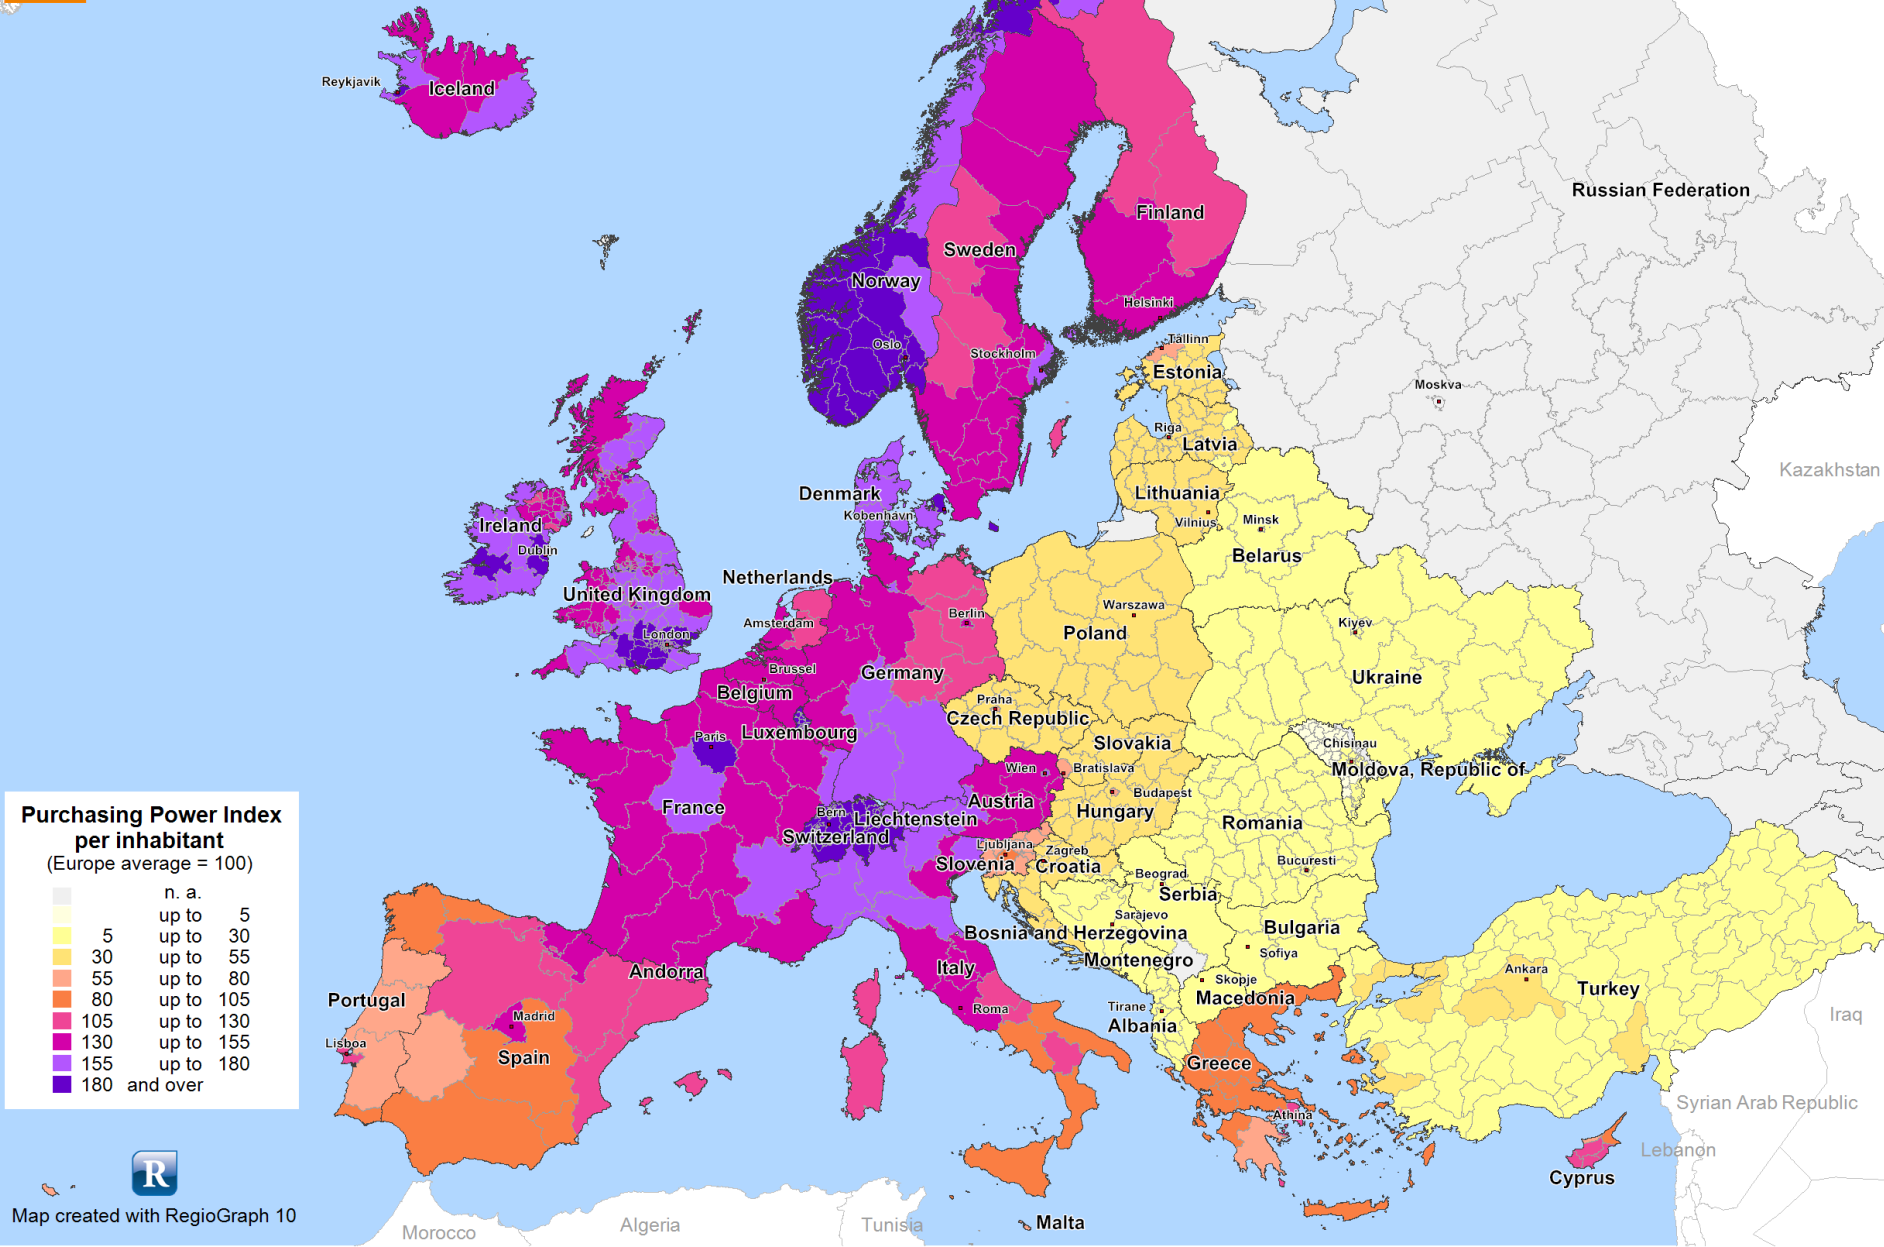 Reykjavik
Iceland
Russian Federation
Finland
Sweden
Norway
Helsinki
Tallinn
Oslo
Stockholm
Estonia
Moskva
Riga
Latvia
Kazakhstan
Denmark
Lithuania
Kobenhavn
Vilnius
Minsk
Ireland
Dublin
Belarus
Netherlands
United Kingdom
Warszawa
Berlin
Amsterdam
Kiyev
London
Poland
Brussel
Germany
Ukraine
Belgium
Praha
Czech Republic
Paris
Luxembourg
Slovakia
Chisinau
Wien
Bratislava
Moldova, Republic of
Budapest
France
Austria
Hungary
Bern
Liechtenstein
Romania
Switzerland
Ljubljana
Zagreb
Bucuresti
Slovenia
Croatia
Beograd
Serbia
Sarajevo
Bosnia and Herzegovina
Bulgaria
Sofiya
Montenegro
Andorra
Italy
Ankara
Skopje
Turkey
Portugal
Macedonia
Roma
Tirane
Madrid
Albania
Iraq
Lisboa
Spain
Greece
Athina
Syrian Arab Republic
Lebanon
Cyprus
Malta
Morocco
Algeria
Tunisia
Purchasing Power Index
per inhabitant
(Europe average = 100)
n. a.
up to 5
5 up to 30
30 up to 55
55 up to 80
80 up to 105
105 up to 130
130 up to 155
155 up to 180
180 and over
R
Map created with RegioGraph 10